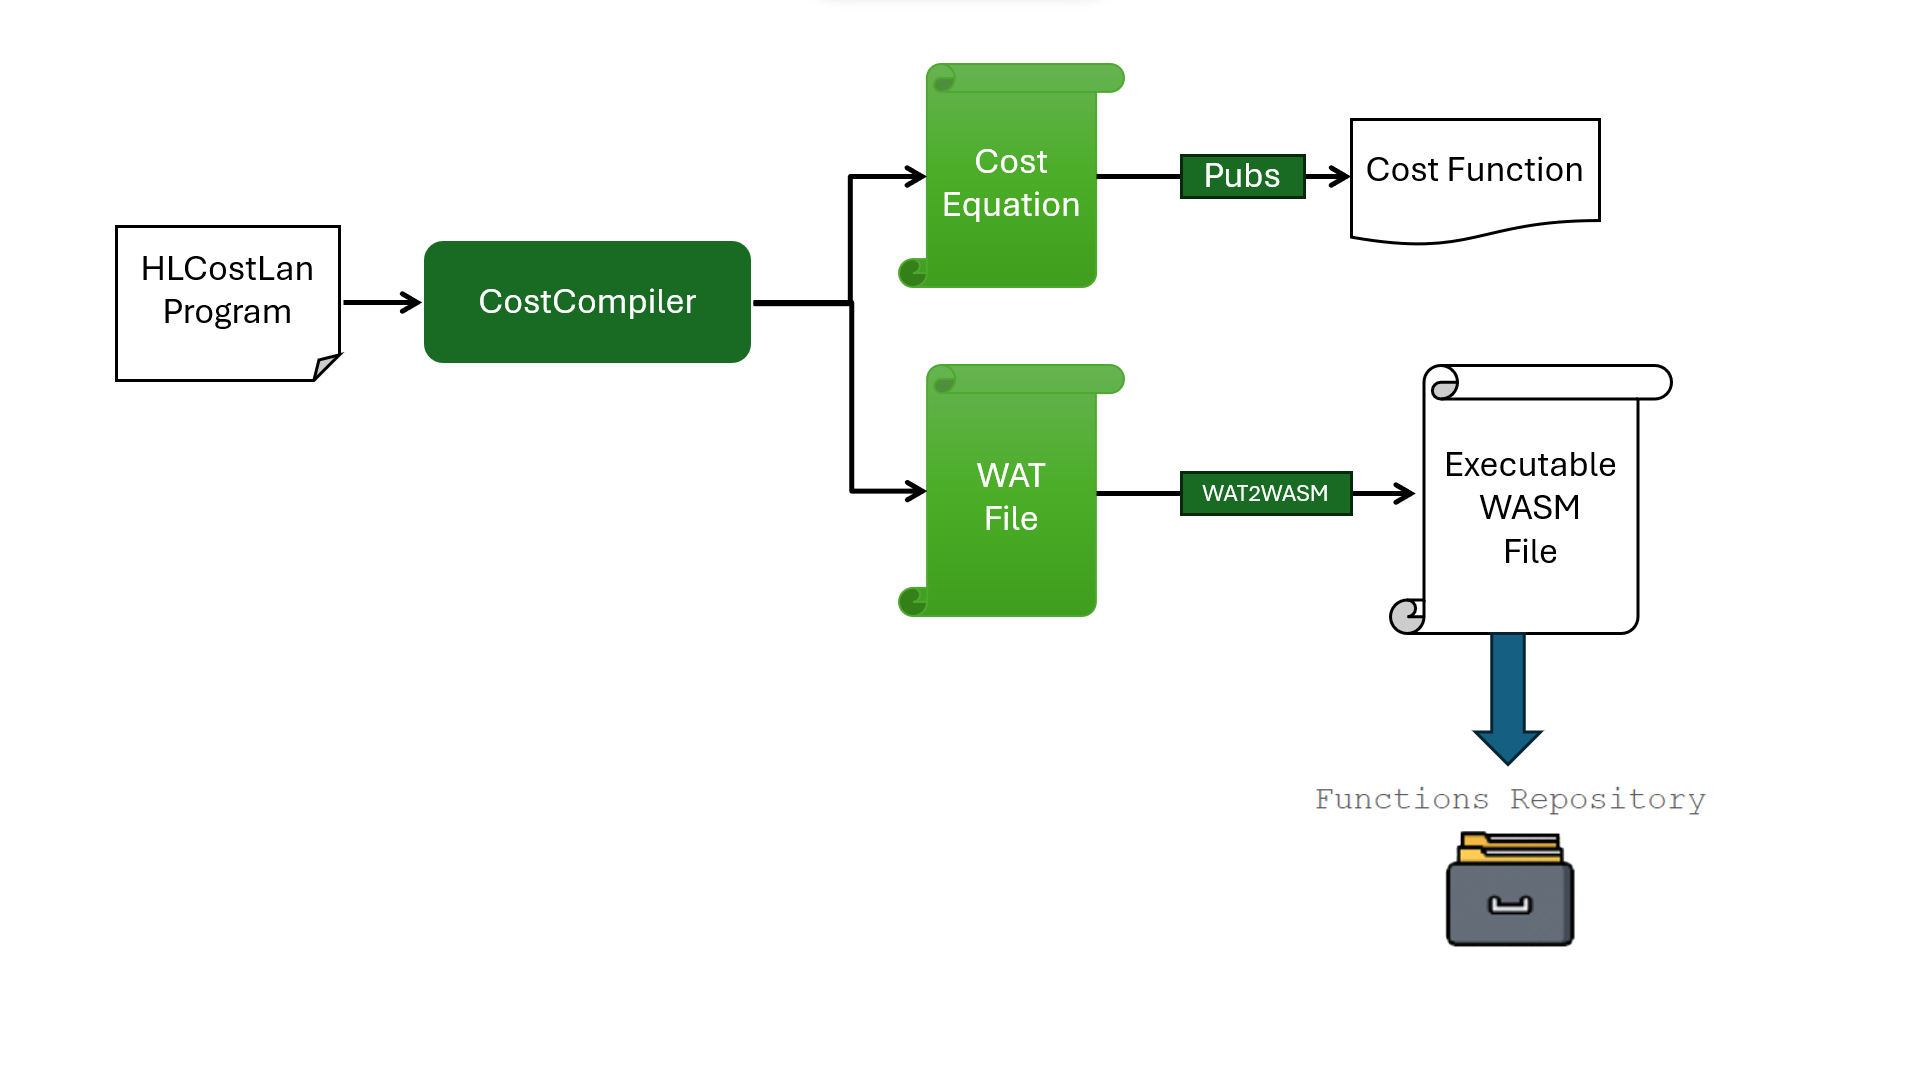 HLCostLan
Program
CostCompiler
Cost
Equation
Pubs
Cost Function
WAT
File
WAT2WASM
Executable
WASM
File
Functions Repository